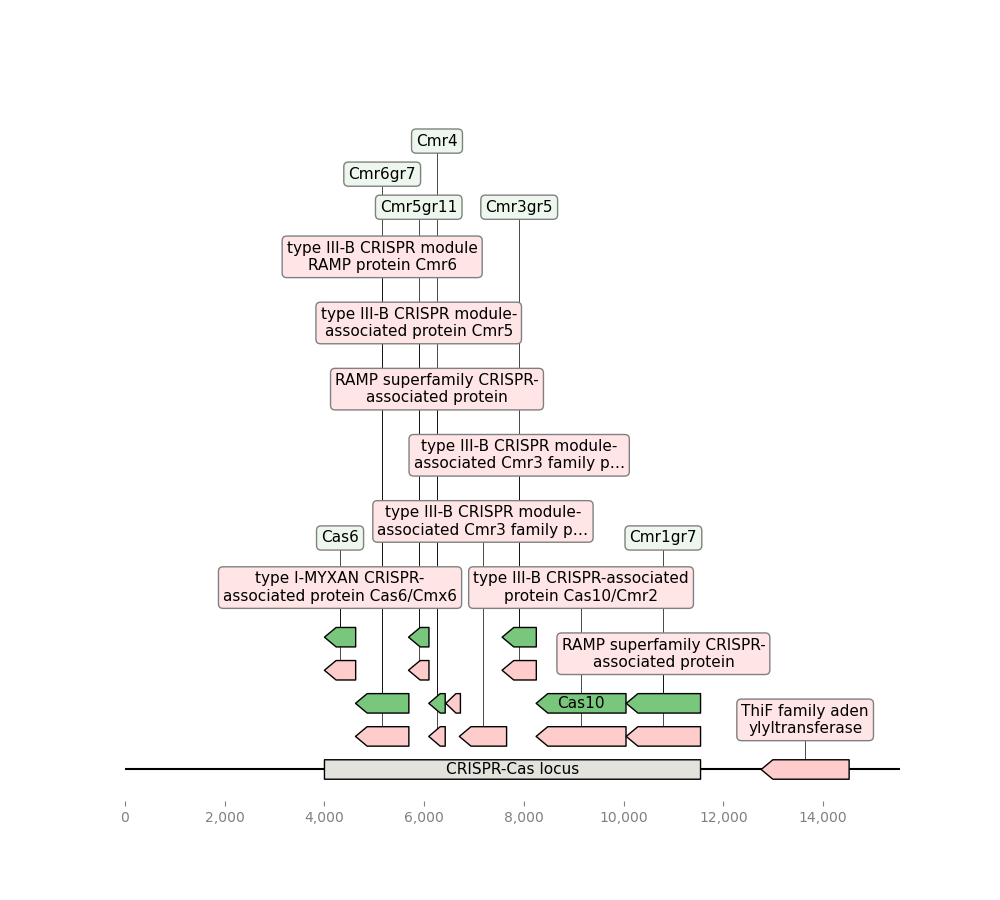 Cmr4
Cmr6gr7
Cmr5gr11
Cmr3gr5
type III-B CRISPR module
RAMP protein Cmr6
type III-B CRISPR module-
associated protein Cmr5
RAMP superfamily CRISPR-
associated protein
type III-B CRISPR module-
associated Cmr3 family p...
type III-B CRISPR module-
associated Cmr3 family p...
Cas6
Cmr1gr7
type I-MYXAN CRISPR-
associated protein Cas6/Cmx6
type III-B CRISPR-associated
protein Cas10/Cmr2
RAMP superfamily CRISPR-
associated protein
Cas10
ThiF family aden
ylyltransferase
CRISPR-Cas locus
0 2,000 4,000 6,000 8,000 10,000 12,000 14,000